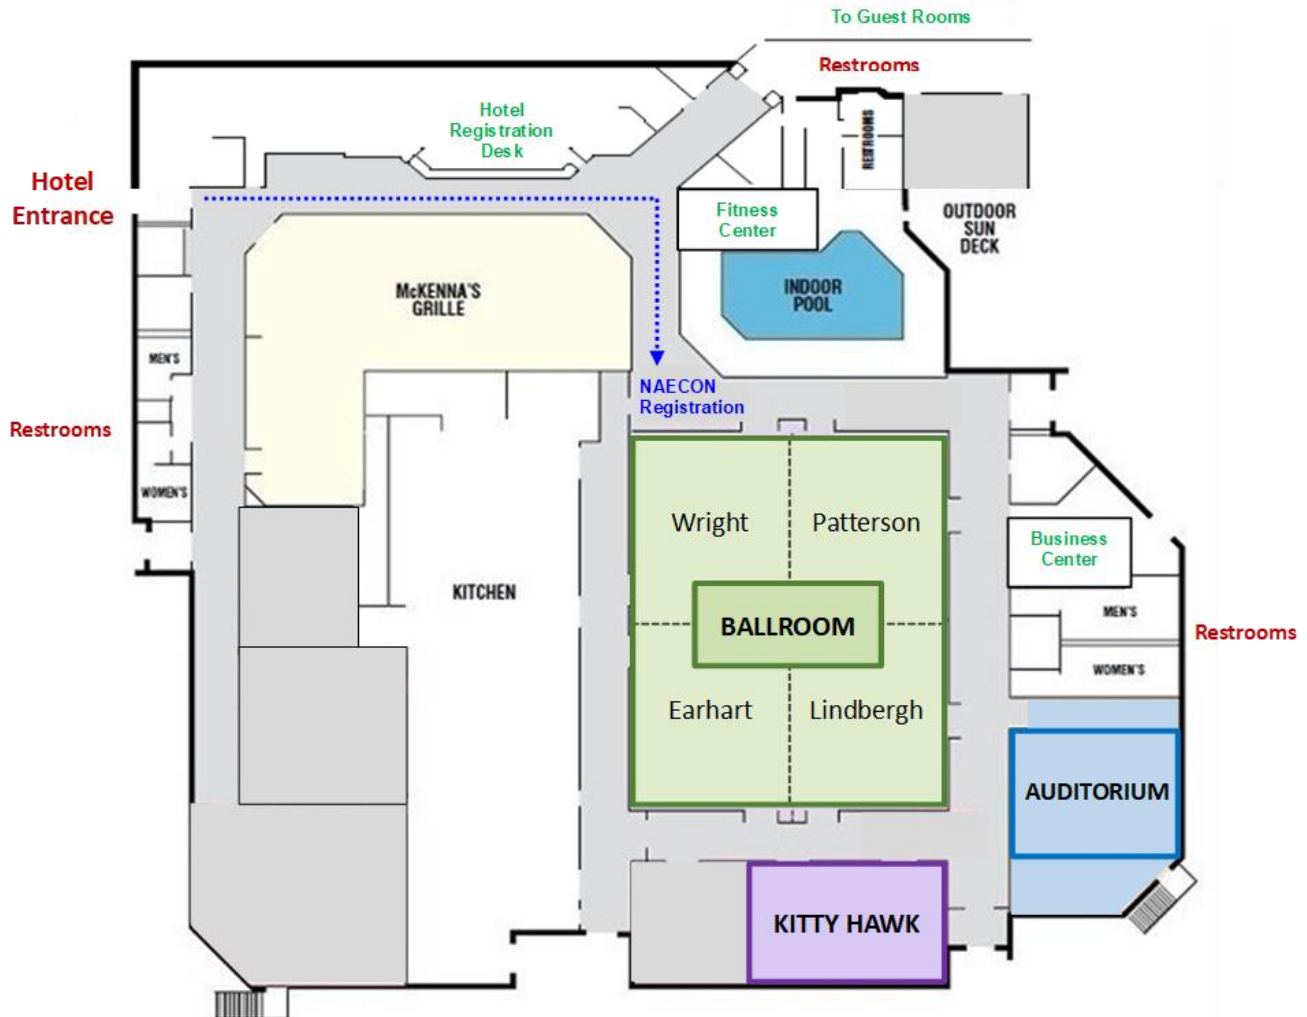 To Guest Rooms
Restrooms
Hotel
Registration
Desk
RESTROOMS
Hotel
Entrance
Fitness
Center
OUTDOOR
SUN
DECK
McKENNA'S
GRILLE
INDOOR
POOL
MEN'S
NAECON
Registration
Restrooms
WOMEN'S
Wright
Patterson
Business
Center
KITCHEN
MEN'S
BALLROOM
Restrooms
WOMEN'S
Earhart
Lindbergh
AUDITORIUM
KITTY HAWK